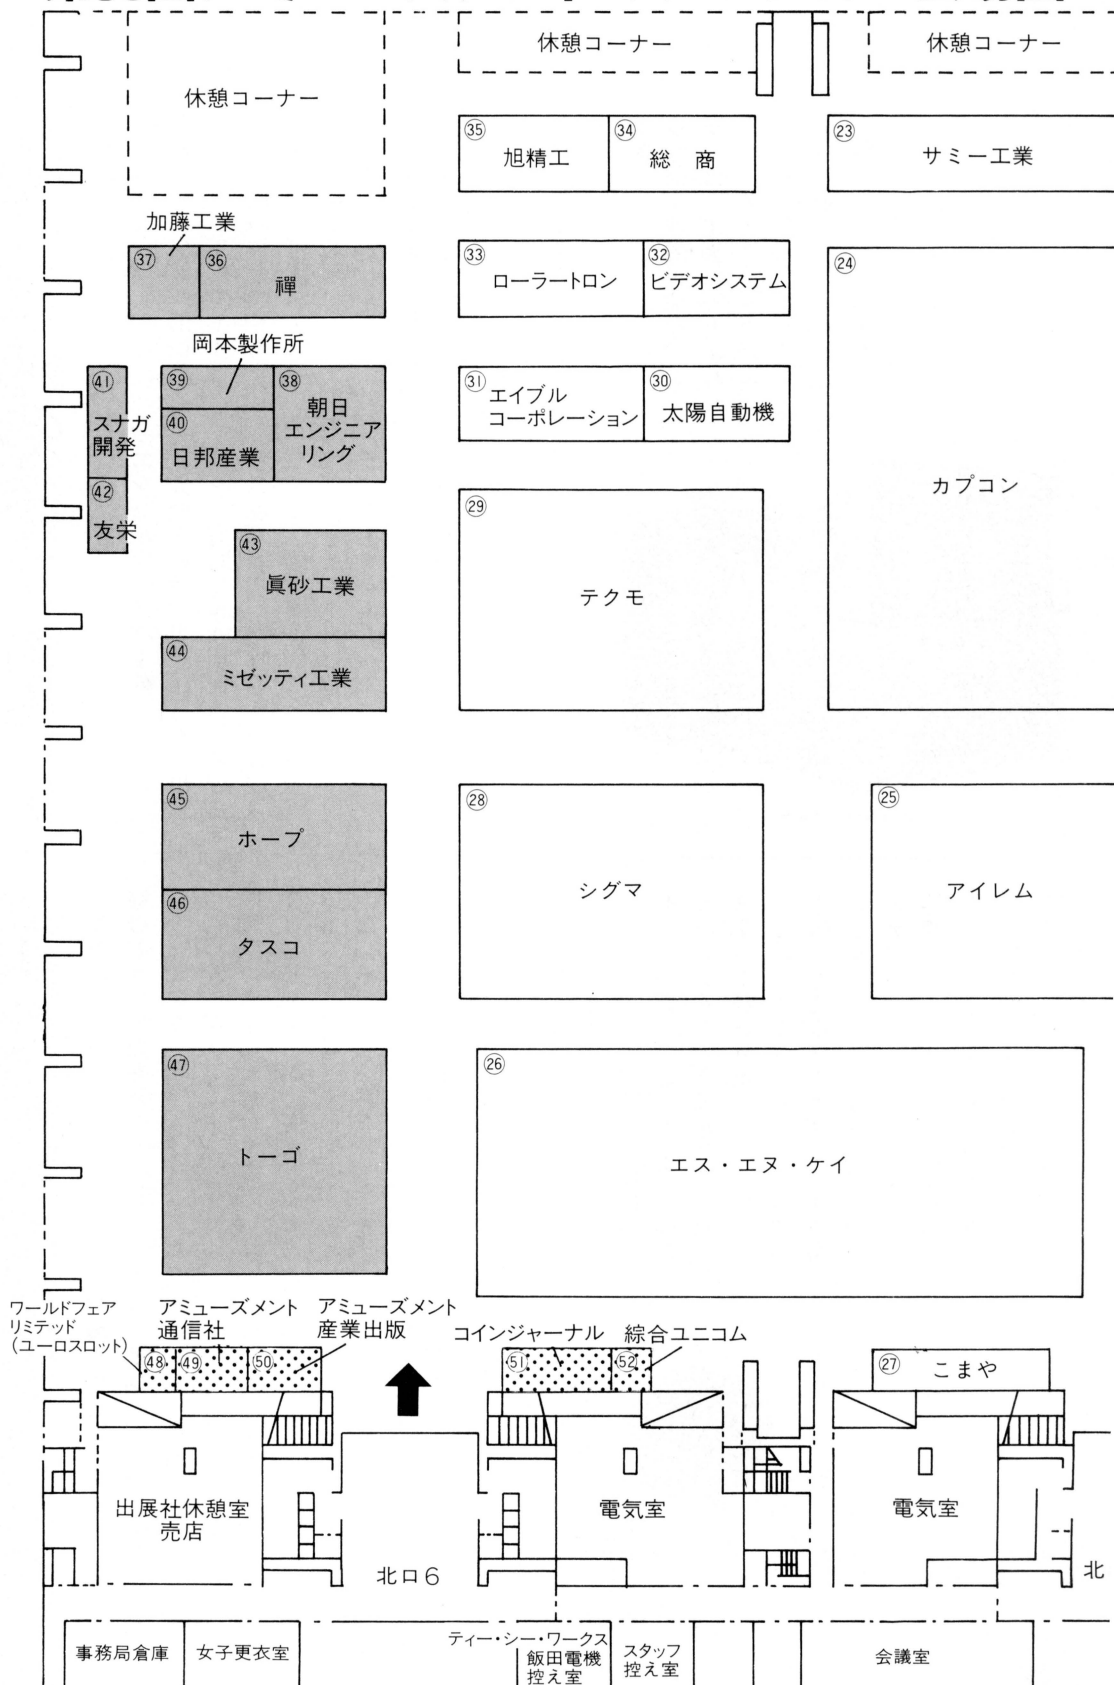 休憩コーナー
休憩コーナー
休憩コーナー
㉟ 旭精工
㉞ 総 商
㉓ サミー工業
加藤工業
㊲
㊱ 禪
㉝ ローラートロン
㉜ ビデオシステム
㉔ カプコン
岡本製作所
㊶ スナガ
開発
㊴
㊳ 朝日
エンジニア
リング
㊵ 日邦産業
㉛ エイブル
コーポレーション
㉚ 太陽自動機
㊷ 友栄
㉙ テクモ
㊸ 眞砂工業
㊹ ミゼッティ工業
㊺ ホープ
㉘ シグマ
㉕ アイレム
㊻ タスコ
㊼ トーゴ
㉖ エス・エヌ・ケイ
ワールドフェア
リミテッド
(ユーロスロット)
アミューズメント
通信社
アミューズメント
産業出版
コインジャーナル
綜合ユニコム
㊽
㊾
㊿
51
52
㉗ こまや
出展社休憩室
売店
北口6
電気室
電気室
北
事務局倉庫
女子更衣室
ティー・シー・ワークス
飯田電機
控え室
スタッフ
控え室
会議室